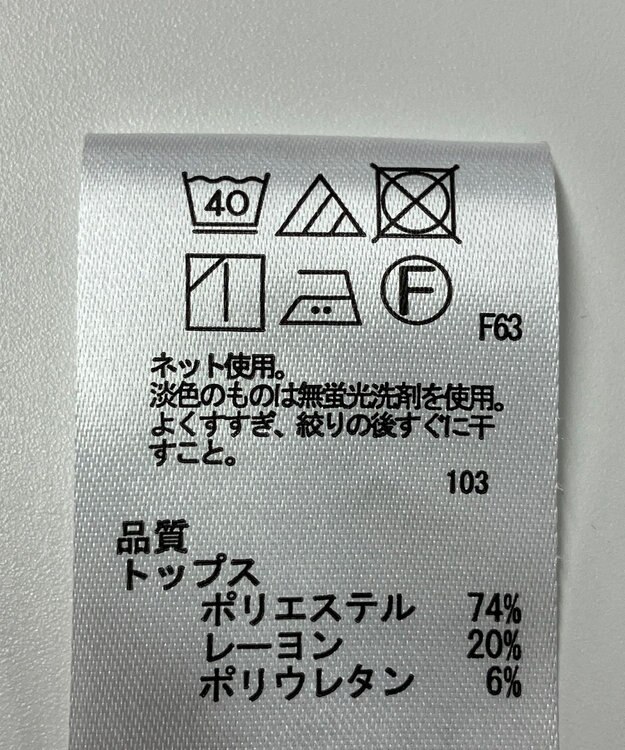 40
F
F63
ネット使用。
淡色のものは無蛍光洗剤を使用。
よくすすぎ、絞りの後すぐに干
すこと。
103
品質
トップス
ポリエステル 74%
レーヨン 20%
ポリウレタン 6%